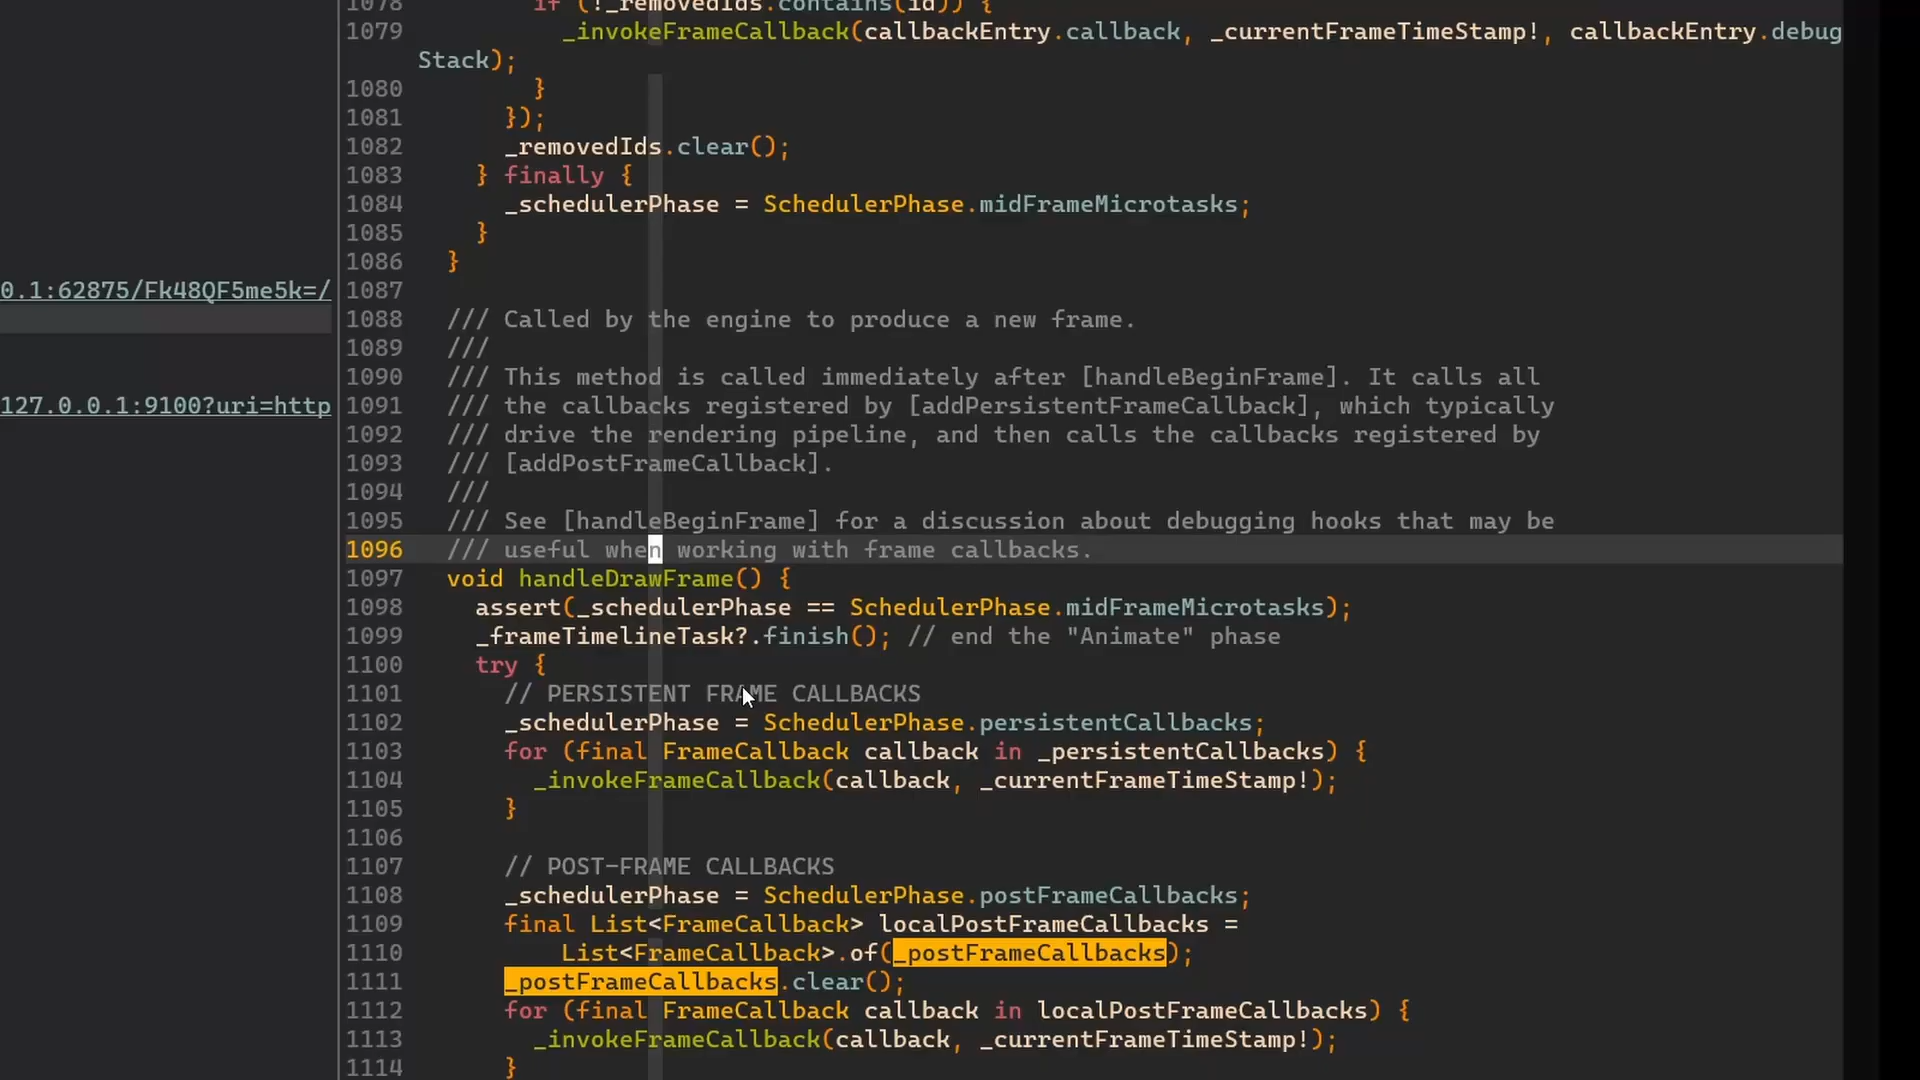 1078 if (!_removedIds.contains(id)) {
1079 _invokeFrameCallback(callbackEntry.callback, _currentFrameTimeStamp!, callbackEntry.debug
Stack);
1080 }
1081 });
1082 _removedIds.clear();
1083 } finally {
1084 _schedulerPhase = SchedulerPhase.midFrameMicrotasks;
1085 }
1086 }
0.1:62875/Fk48QF5me5k=/
1087
1088 /// Called by the engine to produce a new frame.
1089 ///
1090 /// This method is called immediately after [handleBeginFrame]. It calls all
127.0.0.1:9100?uri=http
1091 /// the callbacks registered by [addPersistentFrameCallback], which typically
1092 /// drive the rendering pipeline, and then calls the callbacks registered by
1093 /// [addPostFrameCallback].
1094 ///
1095 /// See [handleBeginFrame] for a discussion about debugging hooks that may be
1096 /// useful when working with frame callbacks.
1097 void handleDrawFrame() {
1098 assert(_schedulerPhase == SchedulerPhase.midFrameMicrotasks);
1099 _frameTimelineTask?.finish(); // end the "Animate" phase
1100 try {
1101 // PERSISTENT FRAME CALLBACKS
1102 _schedulerPhase = SchedulerPhase.persistentCallbacks;
1103 for (final FrameCallback callback in _persistentCallbacks) {
1104 _invokeFrameCallback(callback, _currentFrameTimeStamp!);
1105 }
1106
1107 // POST-FRAME CALLBACKS
1108 _schedulerPhase = SchedulerPhase.postFrameCallbacks;
1109 final List<FrameCallback> localPostFrameCallbacks =
1110 List<FrameCallback>.of(_postFrameCallbacks);
1111 _postFrameCallbacks.clear();
1112 for (final FrameCallback callback in localPostFrameCallbacks) {
1113 _invokeFrameCallback(callback, _currentFrameTimeStamp!);
1114 }